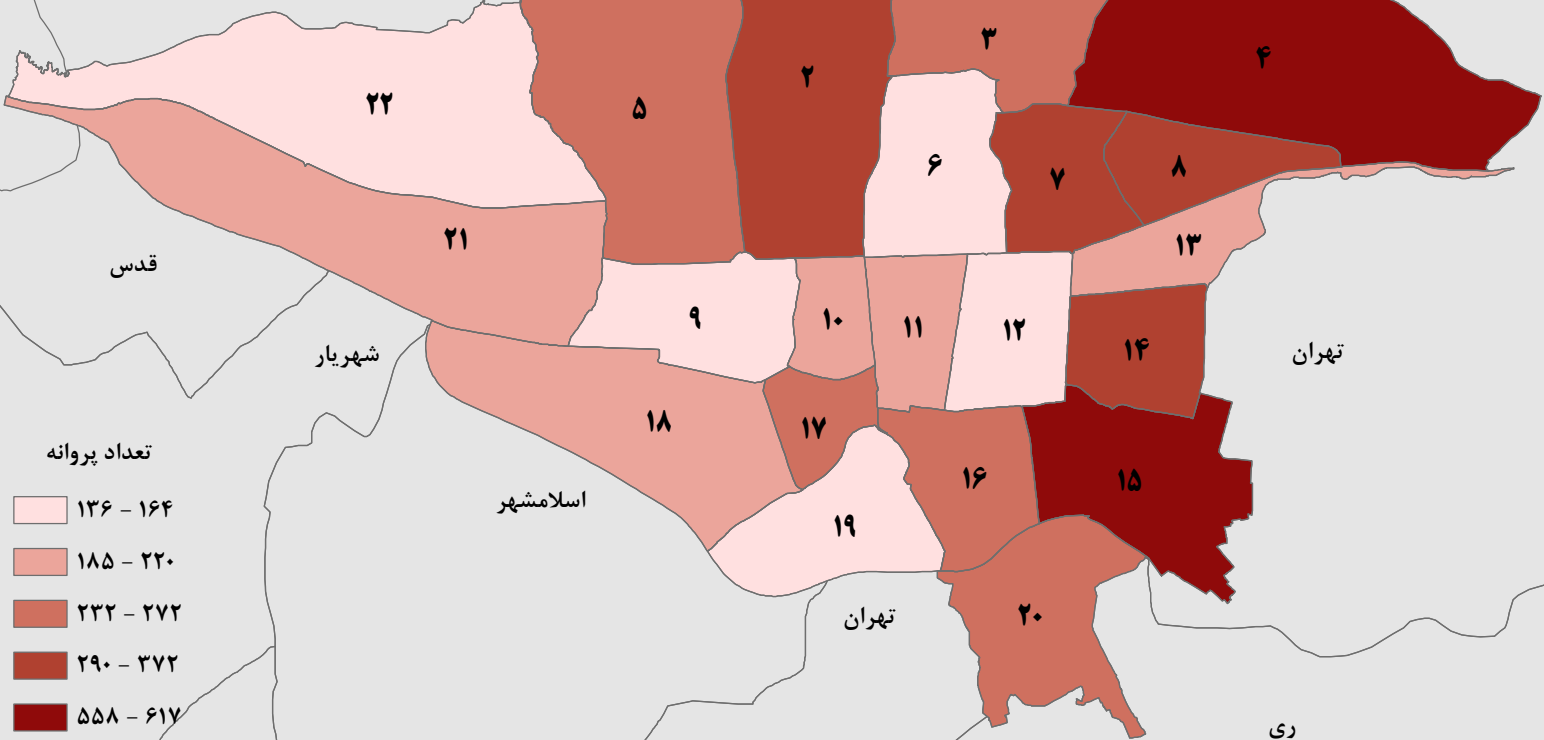 ۳
۴
۲
۵
۲۲
۶
۷
۸
۲۱
۱۳
قدس
۹
۱۰
۱۱
۱۲
۱۴
تهران
شهریار
۱۸
۱۷
۱۶
۱۵
اسلامشهر
۱۹
تهران
۲۰
ری
تعداد پروانه
۱۳۶ - ۱۶۴
۱۸۵ - ۲۲۰
۲۳۲ - ۲۷۲
۲۹۰ - ۳۷۲
۵۵۸ - ۶۱۷